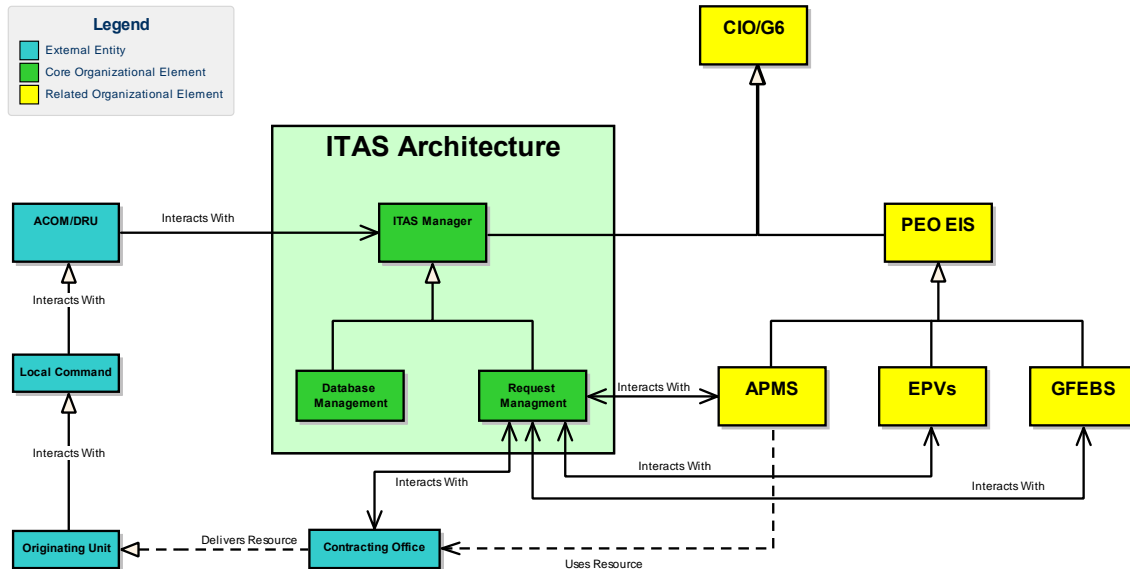 Legend
External Entity
Core Organizational Element
Related Organizational Element
CIO/G6
ITAS Architecture
ACOM/DRU
Interacts With
ITAS Manager
PEO EIS
Interacts With
Local Command
Database
Management
Request
Managment
Interacts With
APMS
EPVs
GFEBS
Interacts With
Interacts With
Interacts With
Interacts With
Originating Unit
Delivers Resource
Contracting Office
Uses Resource